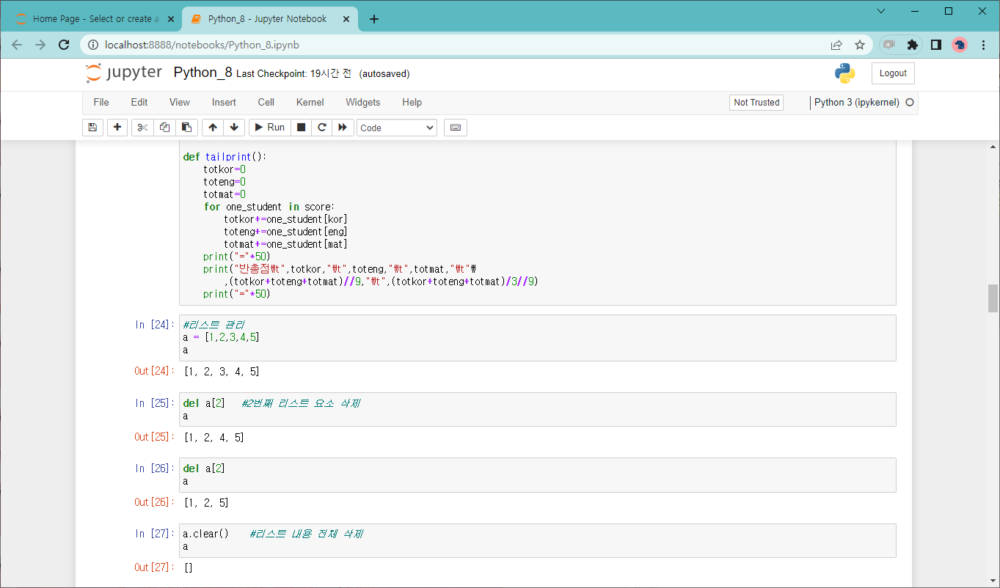 Home Page - Select or create a
Python_8 - Jupyter Notebook
localhost:8888/notebooks/Python_8.ipynb
jupyter Python_8 Last Checkpoint: 19시간 전 (autosaved)
Logout
File Edit View Insert Cell Kernel Widgets Help
Not Trusted
Python 3 (ipykernel)
Run
Code
def tailprint():
totkor=0
toteng=0
totmat=0
for one_student in score:
totkor+=one_student[kor]
toteng+=one_student[eng]
totmat+=one_student[mat]
print("="*50)
print("반총점₩t",totkor,"₩t",toteng,"₩t",totmat,"₩t"₩
,(totkor+toteng+totmat)//9,"₩t",(totkor+toteng+totmat)/3//9)
print("="*50)
In [24]: #리스트 관리
a = [1,2,3,4,5]
a
Out[24]: [1, 2, 3, 4, 5]
In [25]: del a[2] #2번째 리스트 요소 삭제
a
Out[25]: [1, 2, 4, 5]
In [26]: del a[2]
a
Out[26]: [1, 2, 5]
In [27]: a.clear() #리스트 내용 전체 삭제
a
Out[27]: []